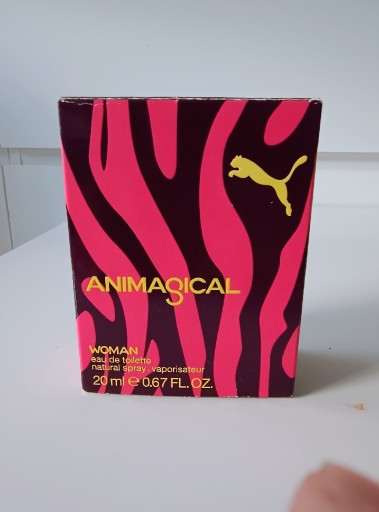 ANIMAGICAL
WOMAN
eau de toilette
natural spray . vaporisateur
20 ml e 0.67 FL. OZ.